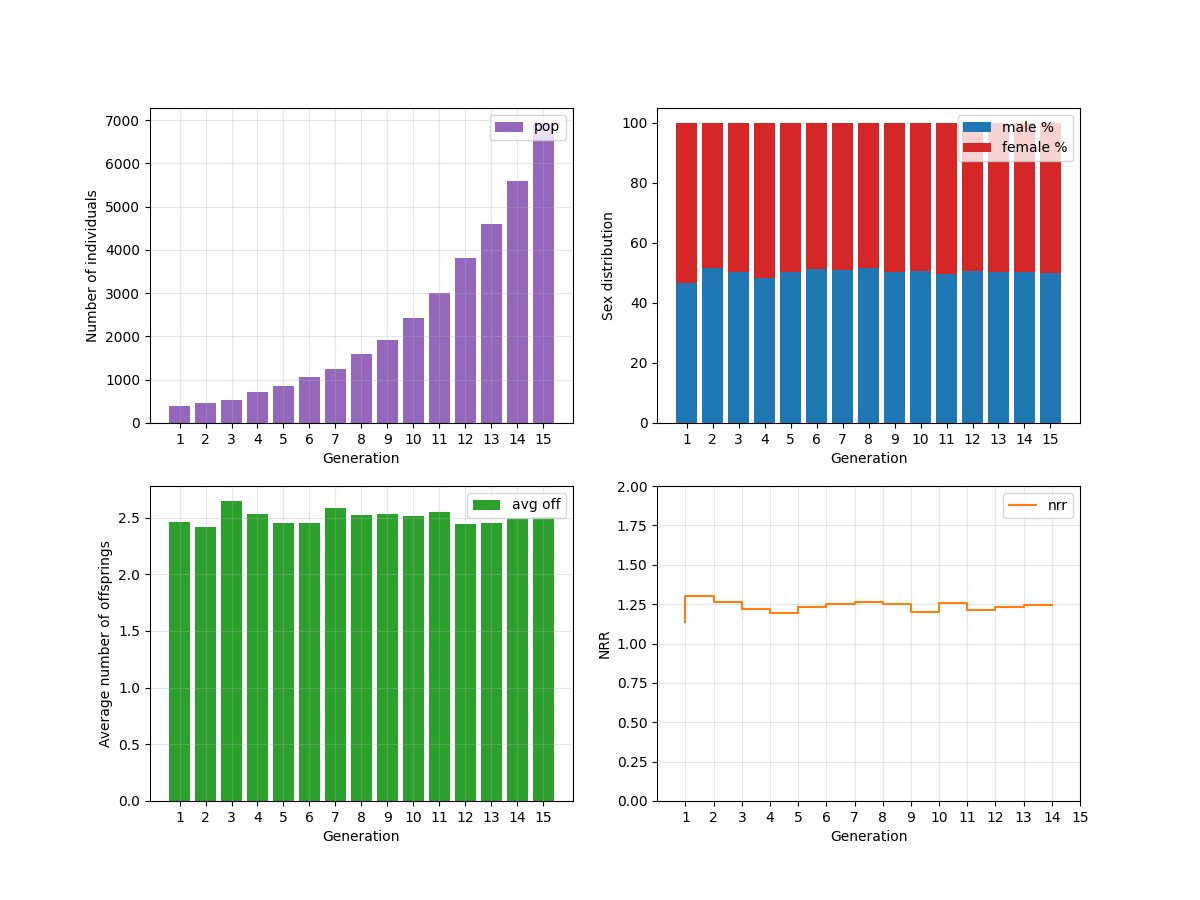 7000
6000
5000
4000
3000
2000
1000
0
Number of individuals
pop
1 2 3 4 5 6 7 8 9 10 11 12 13 14 15
Generation
100
80
60
40
20
0
Sex distribution
male %
female %
1 2 3 4 5 6 7 8 9 10 11 12 13 14 15
Generation
2.5
2.0
1.5
1.0
0.5
0.0
Average number of offsprings
avg off
1 2 3 4 5 6 7 8 9 10 11 12 13 14 15
Generation
2.00
1.75
1.50
1.25
1.00
0.75
0.50
0.25
0.00
NRR
nrr
1 2 3 4 5 6 7 8 9 10 11 12 13 14 15
Generation